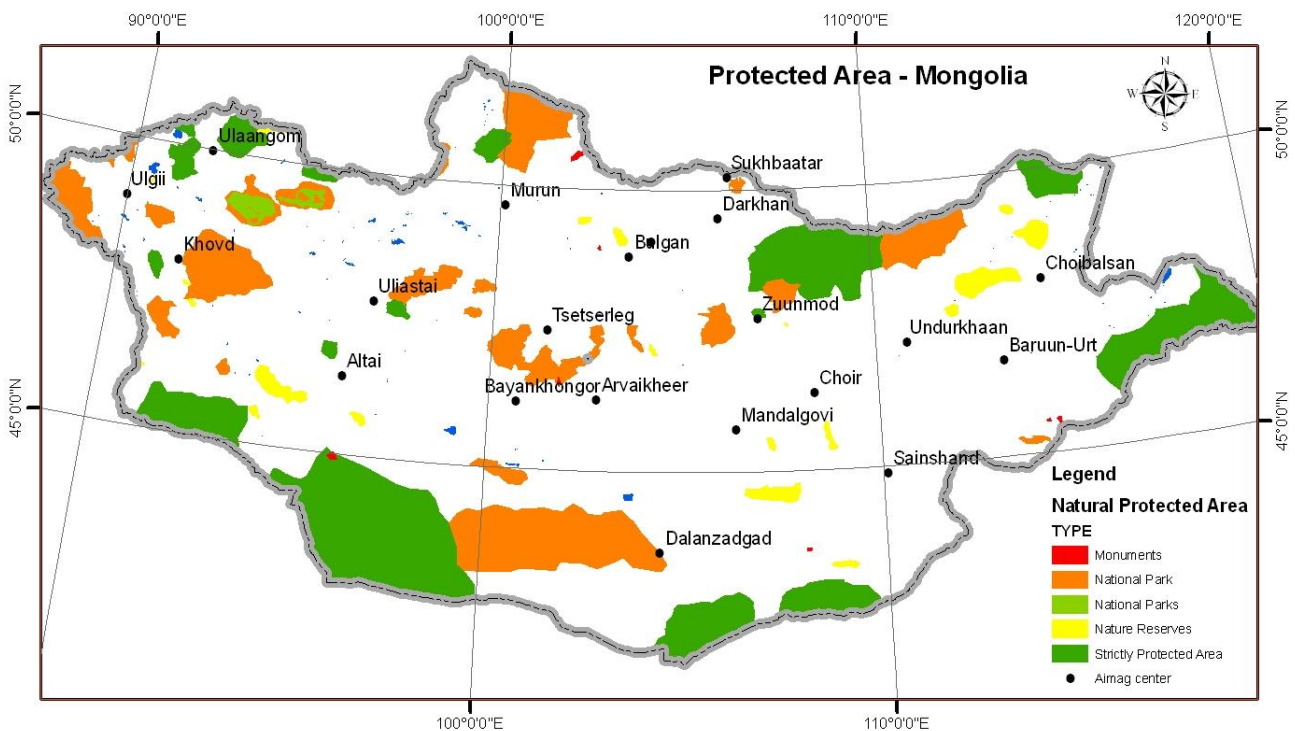 90°0'0"E
100°0'0"E
110°0'0"E
120°0'0"E
Protected Area - Mongolia
N
W
E
S
50°0'0"N
50°0'0"N
Ulaangom
Ulgii
Sukhbaatar
Murun
Darkhan
Khovd
Bulgan
Choibalsan
Uliastai
Zuunmod
Tsetserleg
Undurkhaan
Baruun-Urt
Altai
Bayankhongor
Arvaikheer
Choir
Mandalgovi
45°0'0"N
45°0'0"N
Sainshand
Dalanzadgad
Legend
Natural Protected Area
TYPE
Monuments
National Park
National Parks
Nature Reserves
Strictly Protected Area
Aimag center
100°0'0"E
110°0'0"E